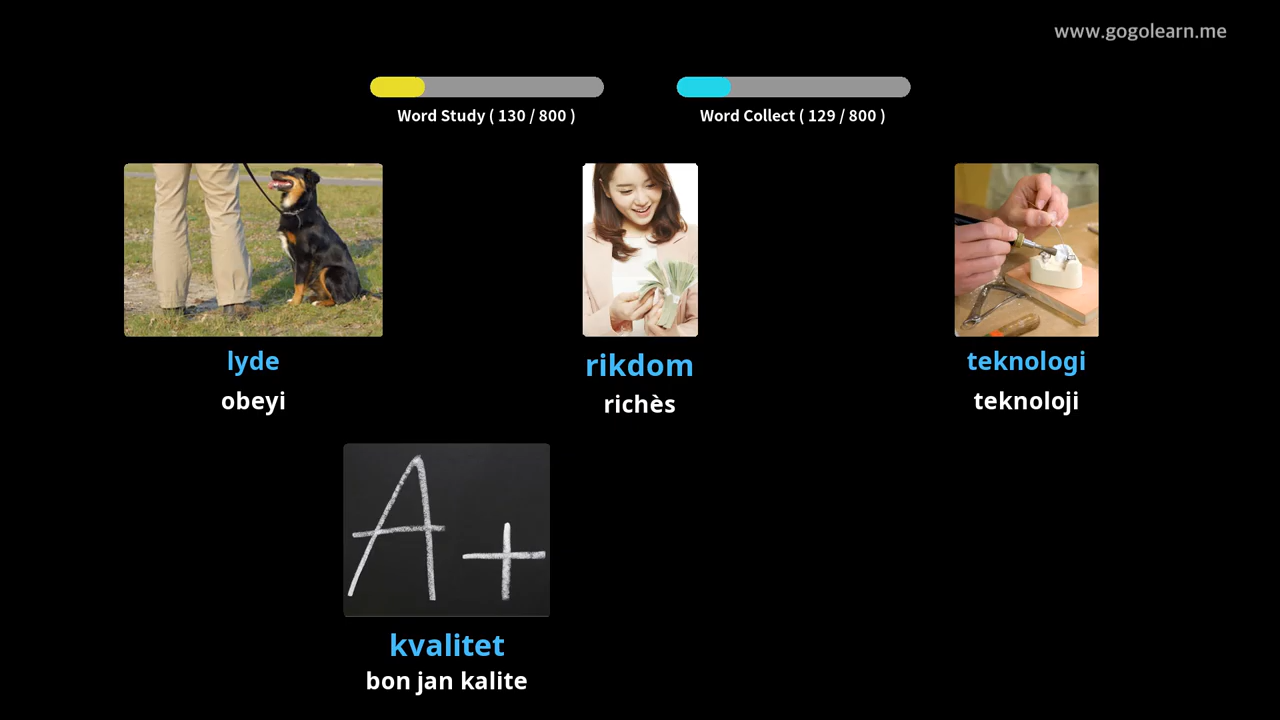 www.gogolearn.me
Word Study ( 130 / 800 )
Word Collect ( 129 / 800 )
lyde
obeyi
rikdom
richès
teknologi
teknoloji
A+
kvalitet
bon jan kalite